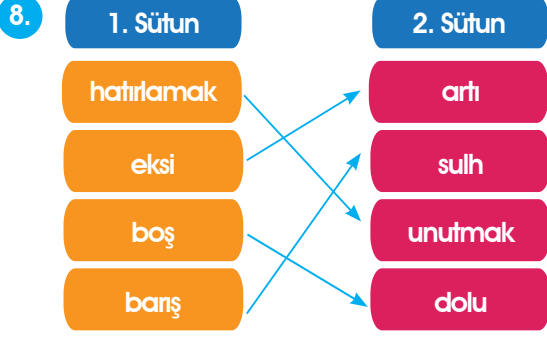 8.
1. Sütun 2. Sütun
hatırlamak artı
eksi sulh
boş unutmak
barış dolu